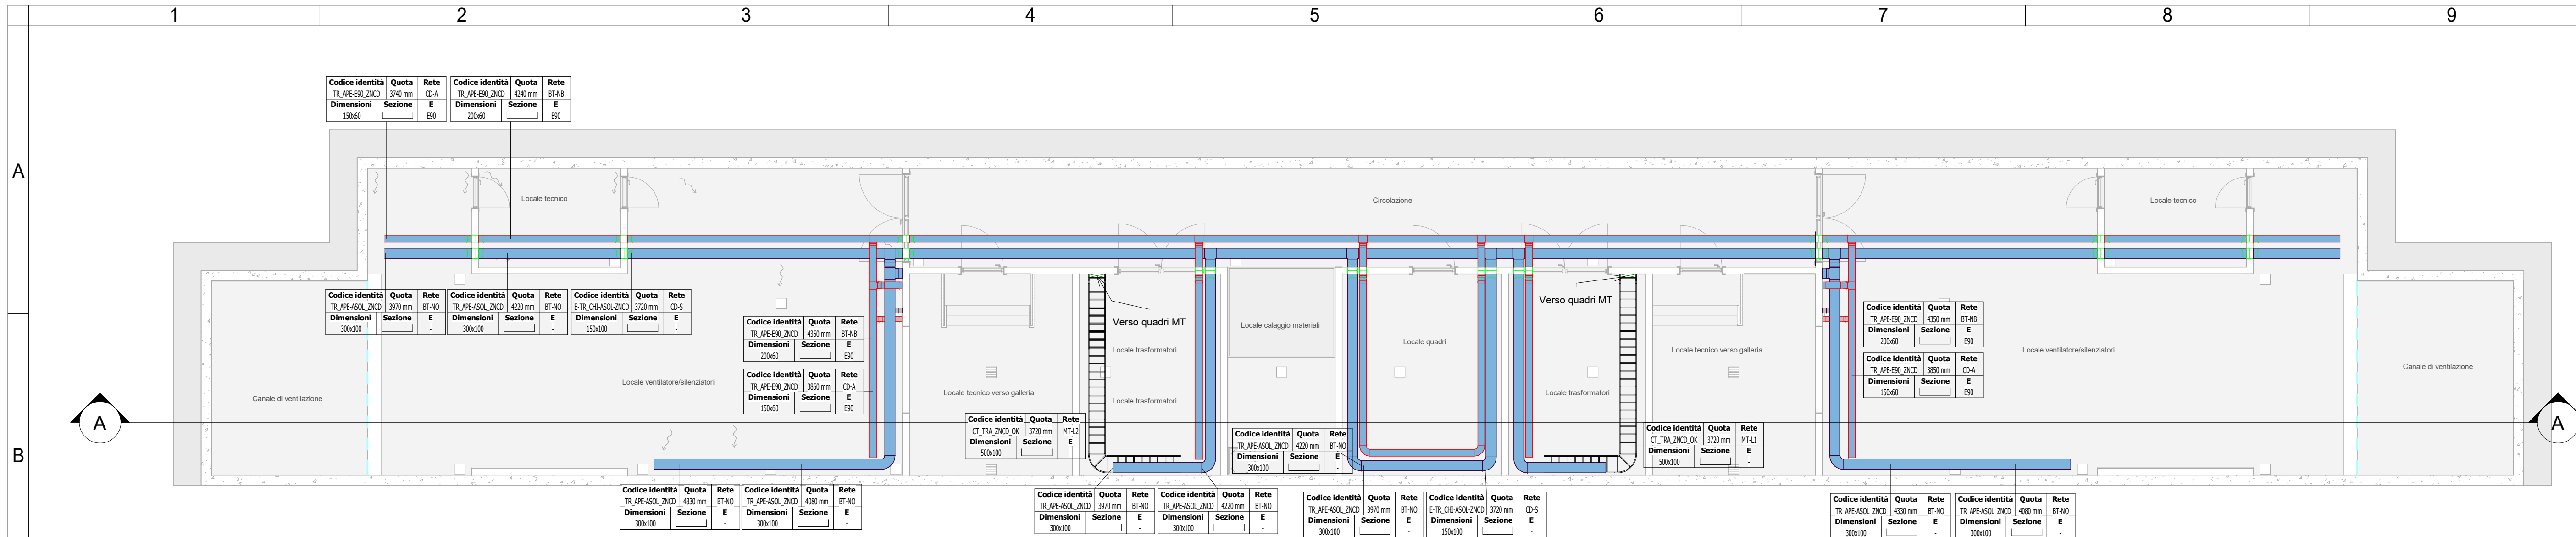 1 2 3 4 5 6 7 8 9
A
B
Codice identità Quota Rete
TR_APE-E90_ZNCD 3740 mm CD-A
Dimensioni Sezione E
150x60 E90
Codice identità Quota Rete
TR_APE-E90_ZNCD 4240 mm BT-NB
Dimensioni Sezione E
200x60 E90
Locale tecnico
Circolazione
Locale tecnico
Codice identità Quota Rete
TR_APE-ASOL_ZNCD 3970 mm BT-NO
Dimensioni Sezione E
300x100 -
Codice identità Quota Rete
TR_APE-ASOL_ZNCD 4220 mm BT-NO
Dimensioni Sezione E
300x100 -
Codice identità Quota Rete
E-TR_CHI-ASOL-ZNCD 3720 mm CD-S
Dimensioni Sezione E
150x100 -
Codice identità Quota Rete
TR_APE-E90_ZNCD 4350 mm BT-NB
Dimensioni Sezione E
200x60 E90
Codice identità Quota Rete
TR_APE-E90_ZNCD 3850 mm CD-A
Dimensioni Sezione E
150x60 E90
Verso quadri MT
Locale trasformatori
Locale trasformatori
Locale calaggio materiali
Locale quadri
Verso quadri MT
Locale trasformatori
Locale tecnico verso galleria
Codice identità Quota Rete
TR_APE-E90_ZNCD 4350 mm BT-NB
Dimensioni Sezione E
200x60 E90
Codice identità Quota Rete
TR_APE-E90_ZNCD 3850 mm CD-A
Dimensioni Sezione E
150x60 E90
Locale ventilatore/silenziatori
Canale di ventilazione
Canale di ventilazione
Locale ventilatore/silenziatori
Locale tecnico verso galleria
A
A
Codice identità Quota Rete
CT_TRA_ZNCD_OK 3720 mm MT-L2
Dimensioni Sezione E
500x100 -
Codice identità Quota Rete
TR_APE-ASOL_ZNCD 4220 mm BT-NO
Dimensioni Sezione E
300x100 -
Codice identità Quota Rete
CT_TRA_ZNCD_OK 3720 mm MT-L1
Dimensioni Sezione E
500x100 -
Codice identità Quota Rete
TR_APE-ASOL_ZNCD 4330 mm BT-NO
Dimensioni Sezione E
300x100 -
Codice identità Quota Rete
TR_APE-ASOL_ZNCD 4080 mm BT-NO
Dimensioni Sezione E
300x100 -
Codice identità Quota Rete
TR_APE-ASOL_ZNCD 3970 mm BT-NO
Dimensioni Sezione E
300x100 -
Codice identità Quota Rete
TR_APE-ASOL_ZNCD 4220 mm BT-NO
Dimensioni Sezione E
300x100 -
Codice identità Quota Rete
TR_APE-ASOL_ZNCD 3970 mm BT-NO
Dimensioni Sezione E
300x100 -
Codice identità Quota Rete
E-TR_CHI-ASOL-ZNCD 3720 mm CD-S
Dimensioni Sezione E
150x100 -
Codice identità Quota Rete
TR_APE-ASOL_ZNCD 4330 mm BT-NO
Dimensioni Sezione E
300x100 -
Codice identità Quota Rete
TR_APE-ASOL_ZNCD 4080 mm BT-NO
Dimensioni Sezione E
300x100 -